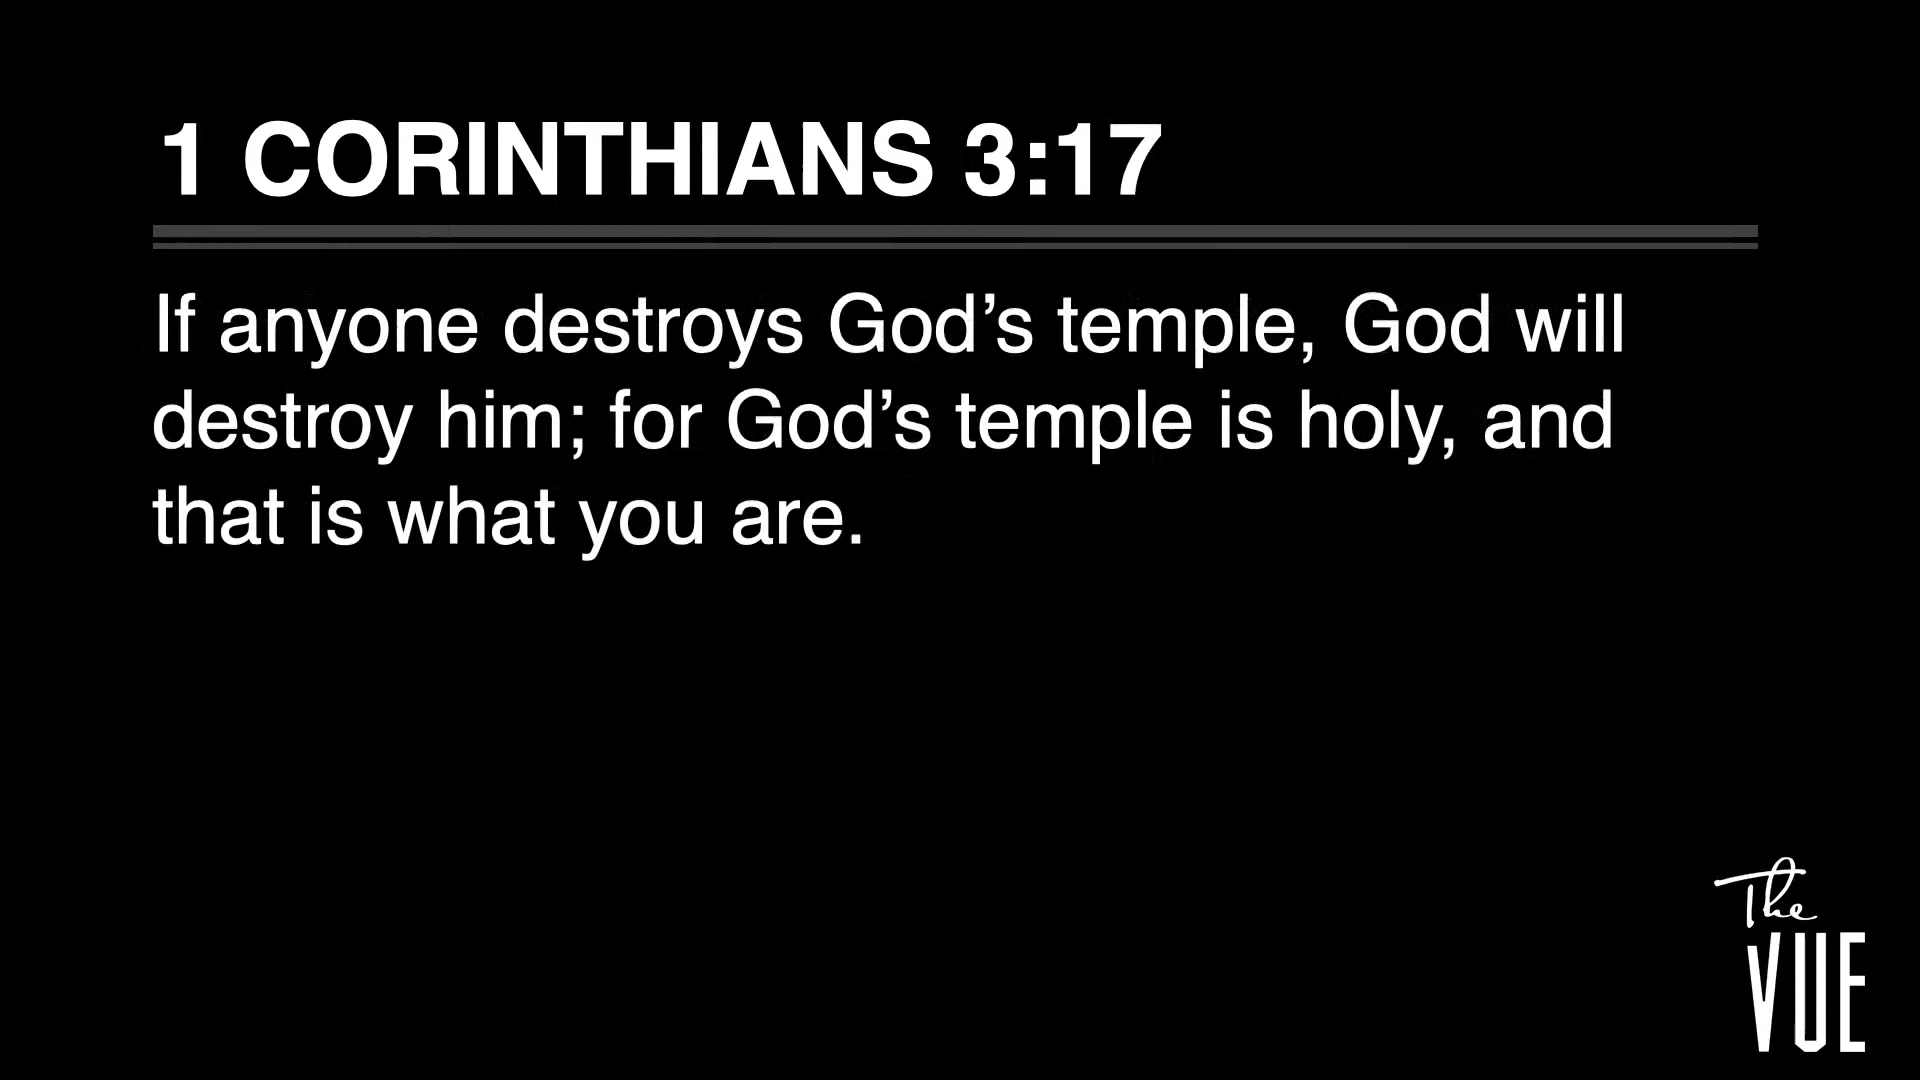 1 CORINTHIANS 3:17
If anyone destroys God’s temple, God will
destroy him; for God’s temple is holy, and
that is what you are.
The
VUE